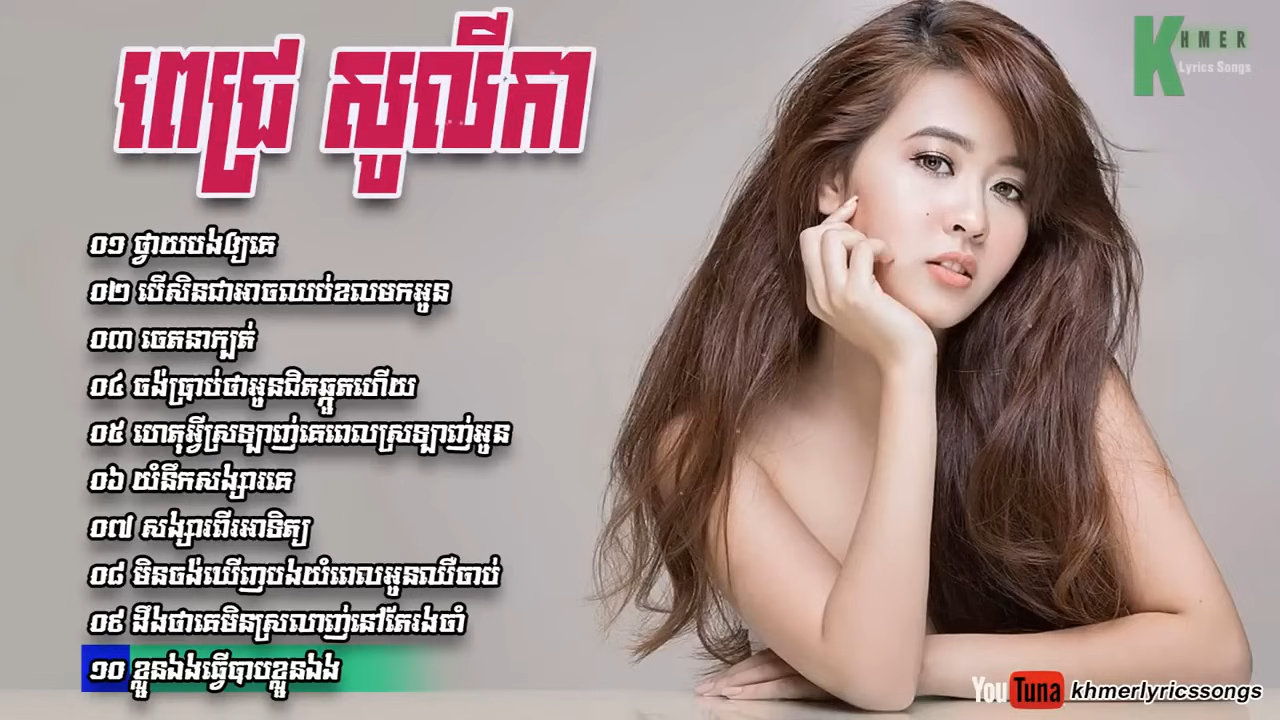 ពេជ្រ សូលីកា
KHMER
Lyrics Songs
០១ ផ្ងាយបងឲ្យគេ
០២ បើសិនជាអាចឈប់ខលមកអូន
០៣ ចេតនាក្បត់
០៤ ចង់ប្រាប់ថាអូនជិតឆ្កួតហើយ
០៥ ហេតុអ្វីស្រឡាញ់គេពេលស្រឡាញ់អូន
០៦ យំនឹកសង្សារគេ
០៧ សង្សារពីរអាទិត្យ
០៨ មិនចង់ឃើញបងយំពេលអូនឈឺចាប់
០៩ ដឹងថាគេមិនស្រលាញ់នៅតែរង់ចាំ
១០ ខ្លួនឯងធ្វើបាបខ្លួនឯង
You Tuna khmerlyricssongs